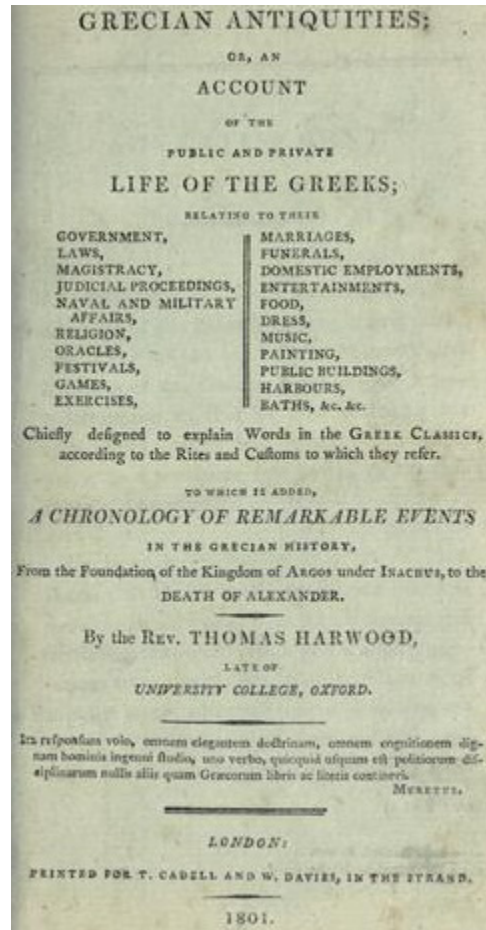 GRECIAN ANTIQUITIES;
OR, AN
ACCOUNT
OF THE
PUBLIC AND PRIVATE
LIFE OF THE GREEKS;
RELATING TO THEIR
GOVERNMENT,
LAWS,
MAGISTRACY,
JUDICIAL PROCEEDINGS,
NAVAL AND MILITARY
AFFAIRS,
RELIGION,
ORACLES,
FESTIVALS,
GAMES,
EXERCISES,
MARRIAGES,
FUNERALS,
DOMESTIC EMPLOYMENTS,
ENTERTAINMENTS,
FOOD,
DRESS,
MUSIC,
PAINTING,
PUBLIC BUILDINGS,
HARBOURS,
BATHS, &c. &c.
Chiefly deſigned to explain Words in the GREEK CLASSICS,
according to the Rites and Cuſtoms to which they refer.
TO WHICH IS ADDED,
A CHRONOLOGY OF REMARKABLE EVENTS
IN THE GRECIAN HISTORY,
From the Foundation of the Kingdom of ARGOS under INACHUS, to the
DEATH OF ALEXANDER.
By the REV. THOMAS HARWOOD,
LATE OF
UNIVERSITY COLLEGE, OXFORD.
Ita reſponſum volo, omnem elegantem doctrinam, omnem cognitionem dig-
nam hominis ingenui ſtudio, uno verbo, quicquid uſquam eſt politiorum diſ-
ciplinarum nullis aliis quam Græcorum libris ac literis contineri.
MURETUS.
LONDON:
PRINTED FOR T. CADELL AND W. DAVIES, IN THE STRAND.
1801.